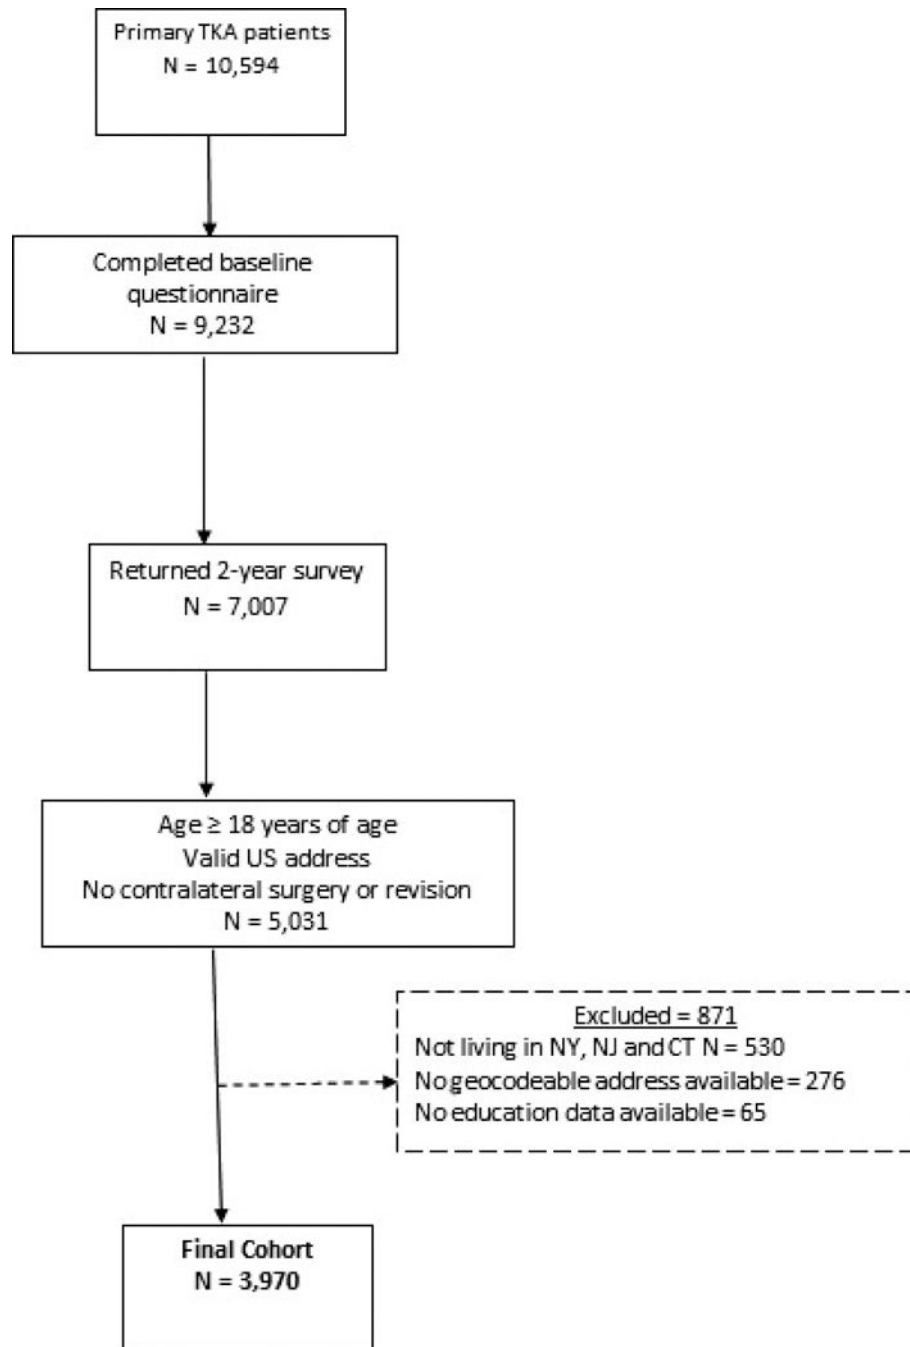 Primary TKA patients
N = 10,594
Completed baseline
questionnaire
N = 9,232
Returned 2-year survey
N = 7,007
Age ≥ 18 years of age
Valid US address
No contralateral surgery or revision
N = 5,031
Excluded = 871
Not living in NY, NJ and CT N = 530
No geocodeable address available = 276
No education data available = 65
Final Cohort
N = 3,970